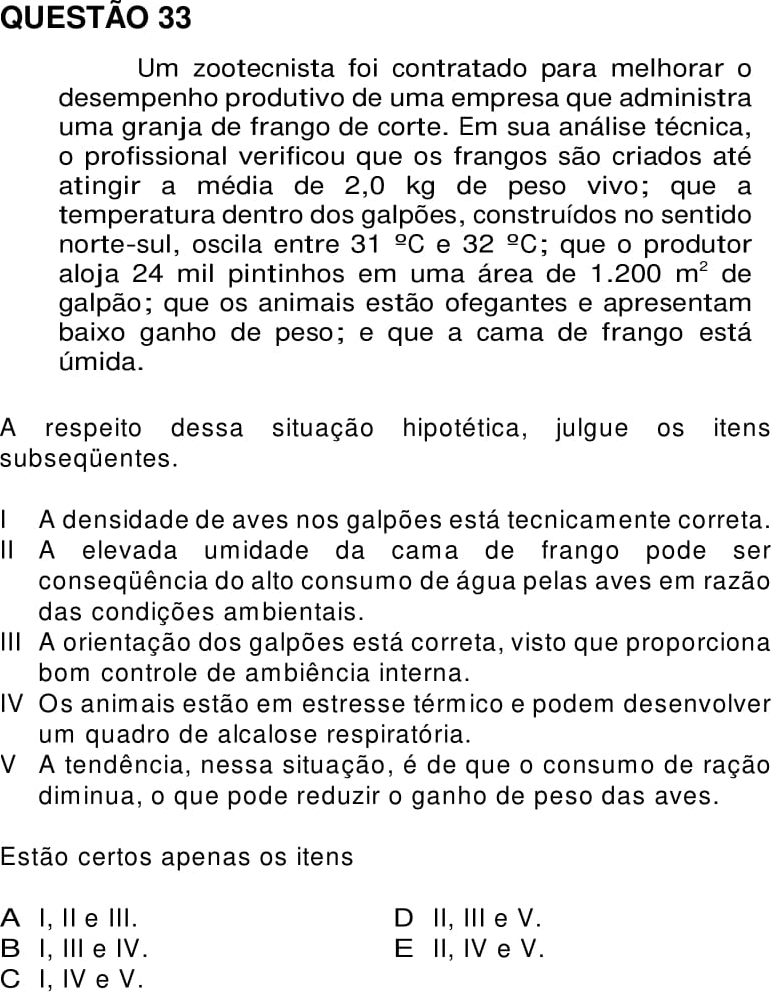 QUESTÃO 33
Um zootecnista foi contratado para melhorar o
desempenho produtivo de uma empresa que administra
uma granja de frango de corte. Em sua análise técnica,
o profissional verificou que os frangos são criados até
atingir a média de 2,0 kg de peso vivo; que a
temperatura dentro dos galpões, construídos no sentido
norte-sul, oscila entre 31 ºC e 32 ºC; que o produtor
aloja 24 mil pintinhos em uma área de 1.200 m² de
galpão; que os animais estão ofegantes e apresentam
baixo ganho de peso; e que a cama de frango está
úmida.
A respeito dessa situação hipotética, julgue os itens
subseqüentes.
I A densidade de aves nos galpões está tecnicamente correta.
II A elevada umidade da cama de frango pode ser
conseqüência do alto consumo de água pelas aves em razão
das condições ambientais.
III A orientação dos galpões está correta, visto que proporciona
bom controle de ambiência interna.
IV Os animais estão em estresse térmico e podem desenvolver
um quadro de alcalose respiratória.
V A tendência, nessa situação, é de que o consumo de ração
diminua, o que pode reduzir o ganho de peso das aves.
Estão certos apenas os itens
A I, II e III.
B I, III e IV.
C I, IV e V.
D II, III e V.
E II, IV e V.